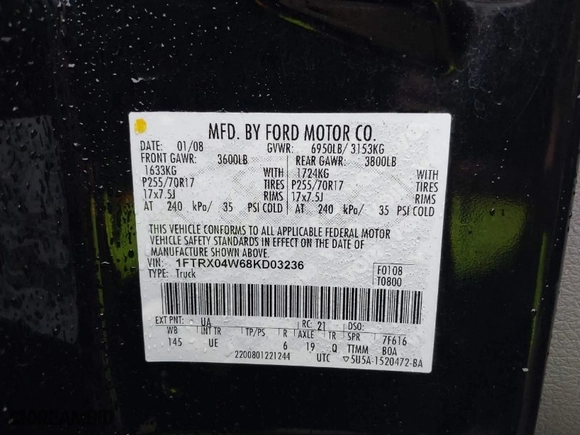 MFD. BY FORD MOTOR CO.
DATE: 01/08 GVWR: 6950LB/ 3153KG
FRONT GAWR: 3600LB REAR GAWR: 3800LB
1633KG WITH 1724KG WITH
P255/70R17 TIRES P255/70R17 TIRES
17x7.5J RIMS 17x7.5J RIMS
AT 240 kPa/ 35 PSI COLD AT 240 kPa/ 35 PSI COLD
THIS VEHICLE CONFORMS TO ALL APPLICABLE FEDERAL MOTOR
VEHICLE SAFETY STANDARDS IN EFFECT ON THE DATE OF
MANUFACTURE SHOWN ABOVE.
VIN: 1FTRX04W68KD03236 F0108
TYPE: Truck T0800
EXT PNT: UA RC: 21 DSO:
WB INT TR TP/PS R AXLE TR SPR 7F616
145 UE 6 19 Q TTMM BOA
2200801221244 UTC 5U5A-1520472-BA